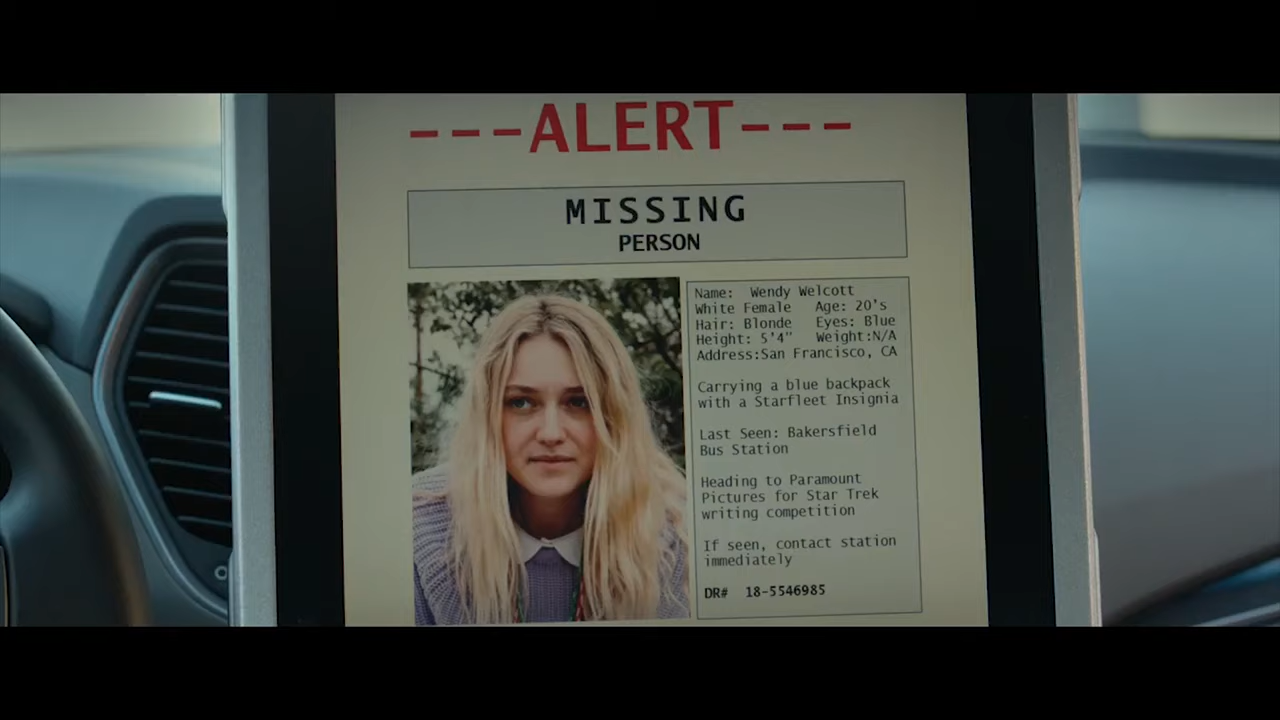 ---ALERT---
MISSING
PERSON
Name: Wendy Welcott
White Female Age: 20's
Hair: Blonde Eyes: Blue
Height: 5'4" Weight:N/A
Address:San Francisco, CA
Carrying a blue backpack
with a Starfleet Insignia
Last Seen: Bakersfield
Bus Station
Heading to Paramount
Pictures for Star Trek
writing competition
If seen, contact station
immediately
DR# 18-5546985